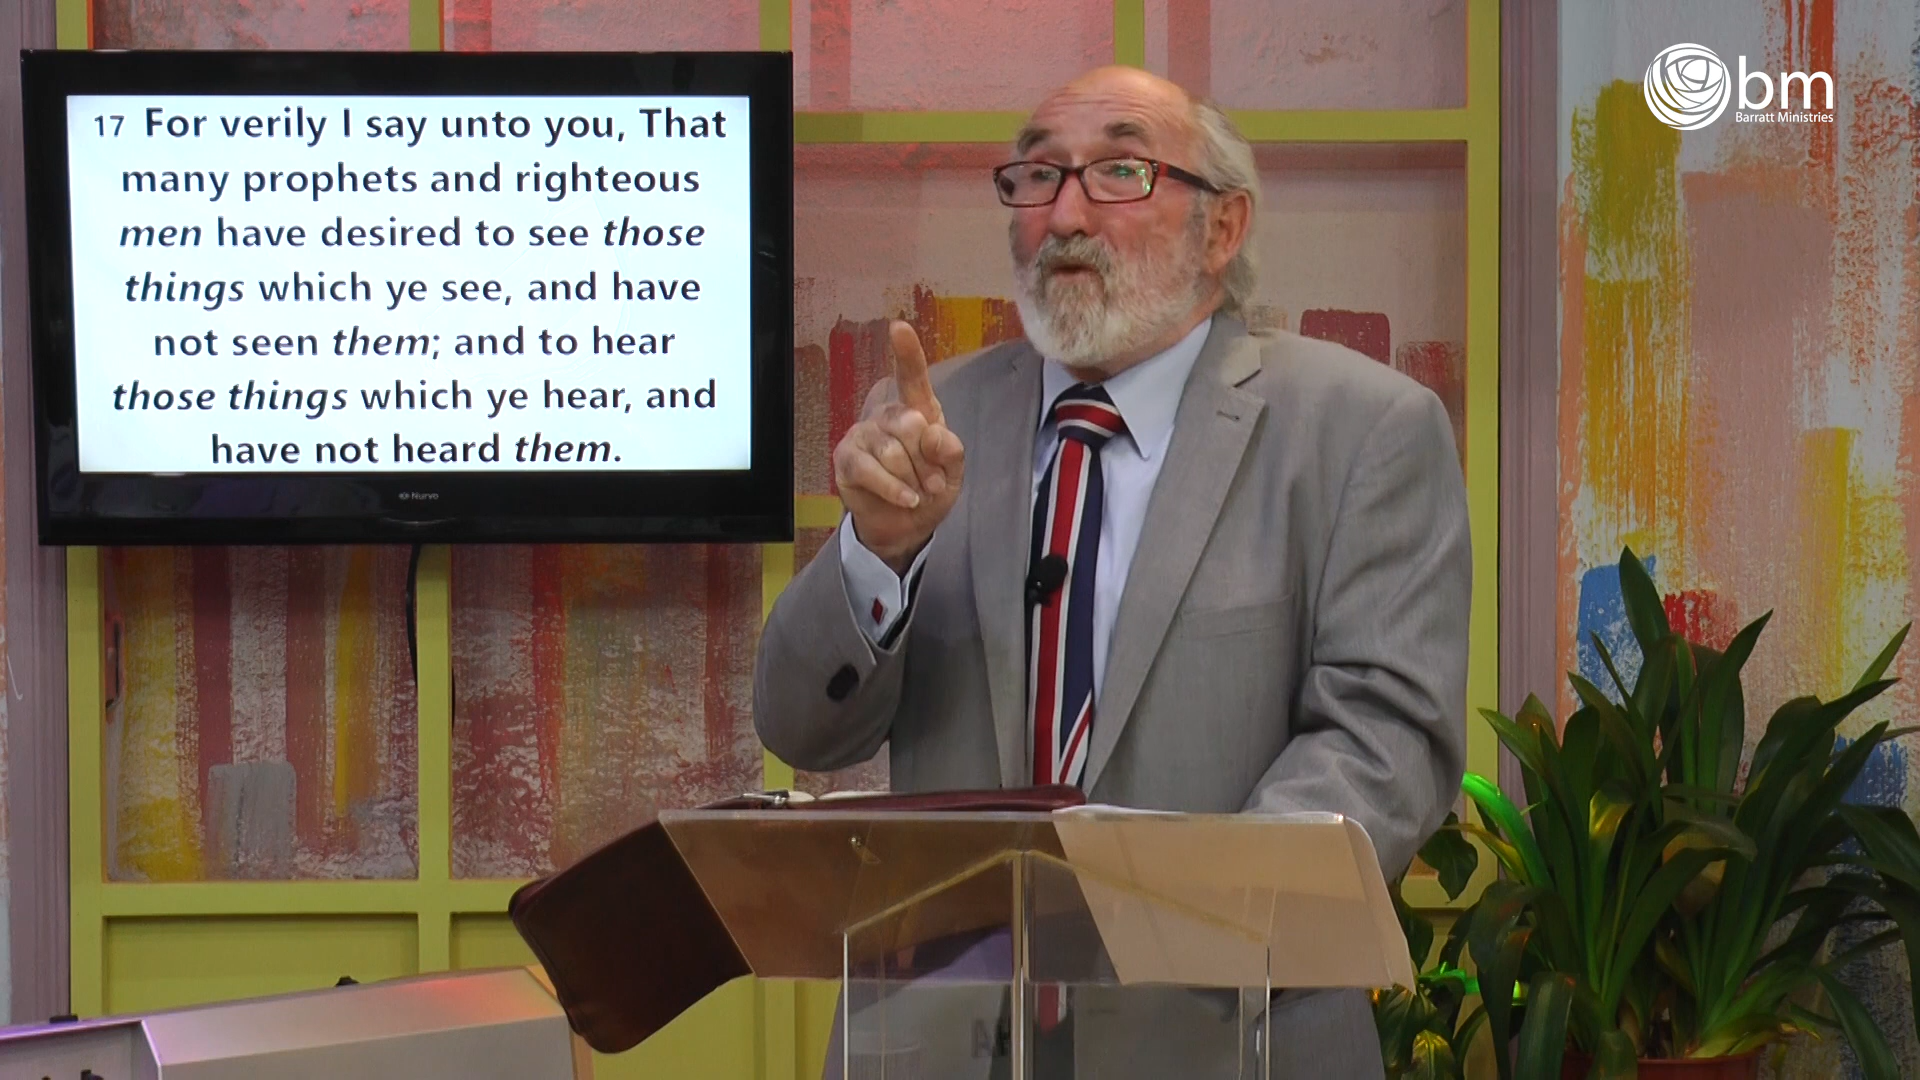 17 For verily I say unto you, That
many prophets and righteous
men have desired to see those
things which ye see, and have
not seen them; and to hear
those things which ye hear, and
have not heard them.
Nurvo
bm
Barratt Ministries